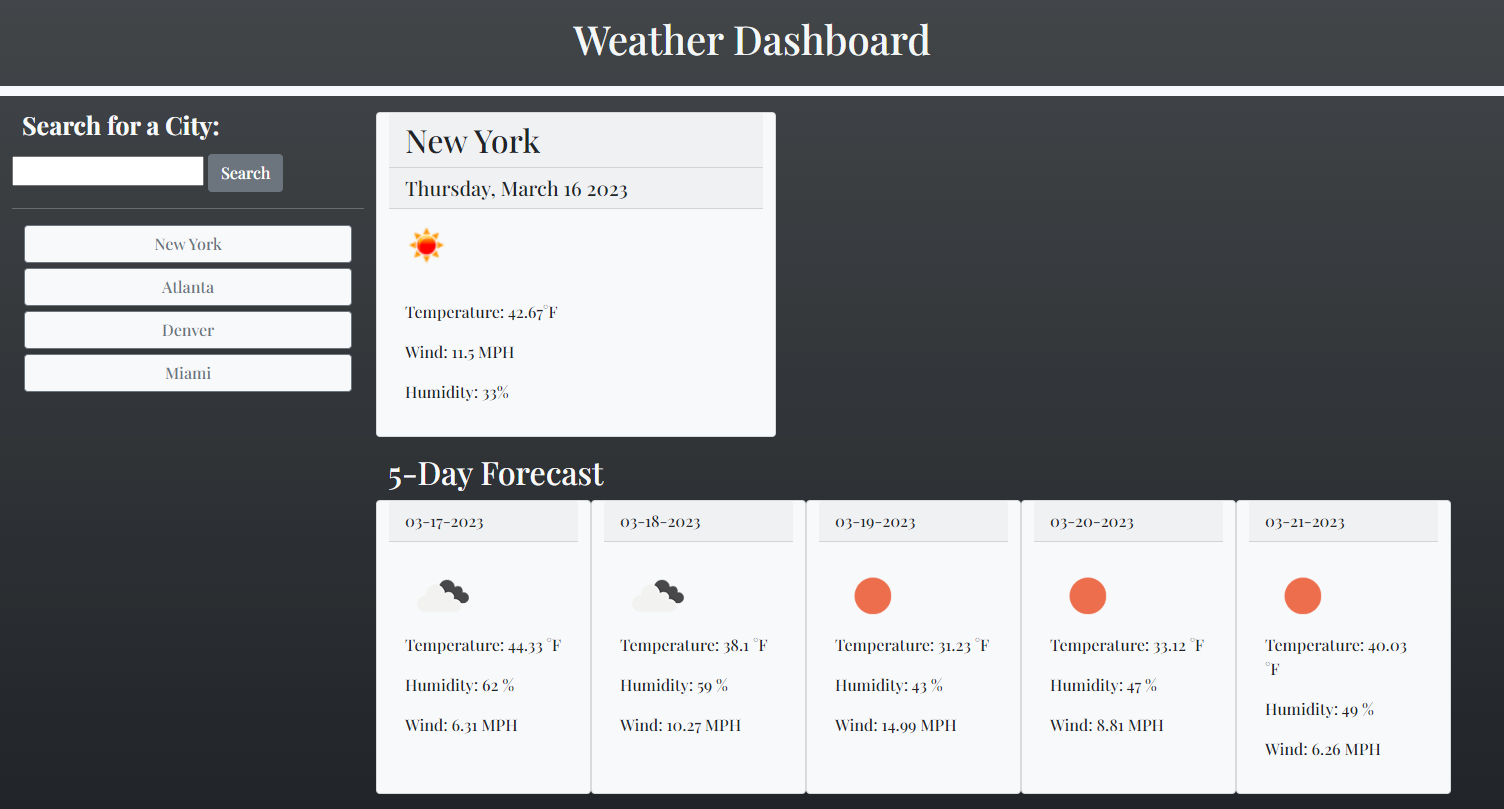 Weather Dashboard
Search for a City:
Search
New York
Atlanta
Denver
Miami
New York
Thursday, March 16 2023
Temperature: 42.67°F
Wind: 11.5 MPH
Humidity: 33%
5-Day Forecast
03-17-2023
Temperature: 44.33 °F
Humidity: 62 %
Wind: 6.31 MPH
03-18-2023
Temperature: 38.1 °F
Humidity: 59 %
Wind: 10.27 MPH
03-19-2023
Temperature: 31.23 °F
Humidity: 43 %
Wind: 14.99 MPH
03-20-2023
Temperature: 33.12 °F
Humidity: 47 %
Wind: 8.81 MPH
03-21-2023
Temperature: 40.03
°F
Humidity: 49 %
Wind: 6.26 MPH